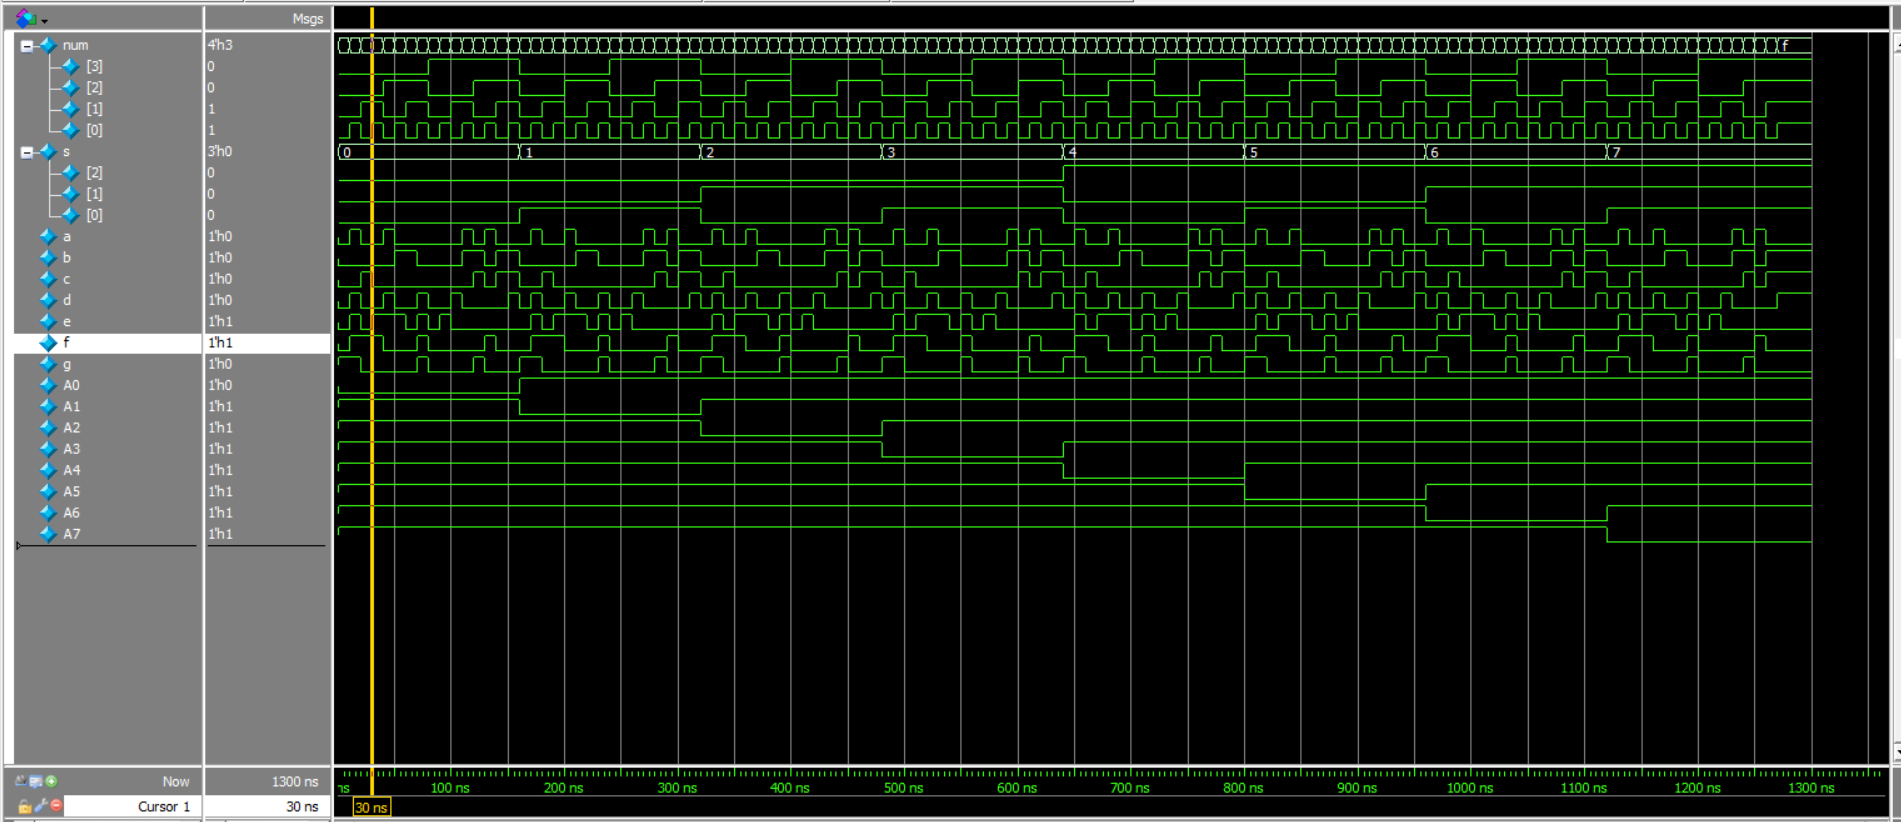 Msgs
num 4'h3 f
[3] 0
[2] 0
[1] 1
[0] 1
s 3'h0 0 1 2 3 4 5 6 7
[2] 0
[1] 0
[0] 0
a 1'h0
b 1'h0
c 1'h0
d 1'h0
e 1'h1
f 1'h1
g 1'h0
A0 1'h0
A1 1'h1
A2 1'h1
A3 1'h1
A4 1'h1
A5 1'h1
A6 1'h1
A7 1'h1
Now 1300 ns ns 100 ns 200 ns 300 ns 400 ns 500 ns 600 ns 700 ns 800 ns 900 ns 1000 ns 1100 ns 1200 ns 1300 ns
Cursor 1 30 ns 30 ns